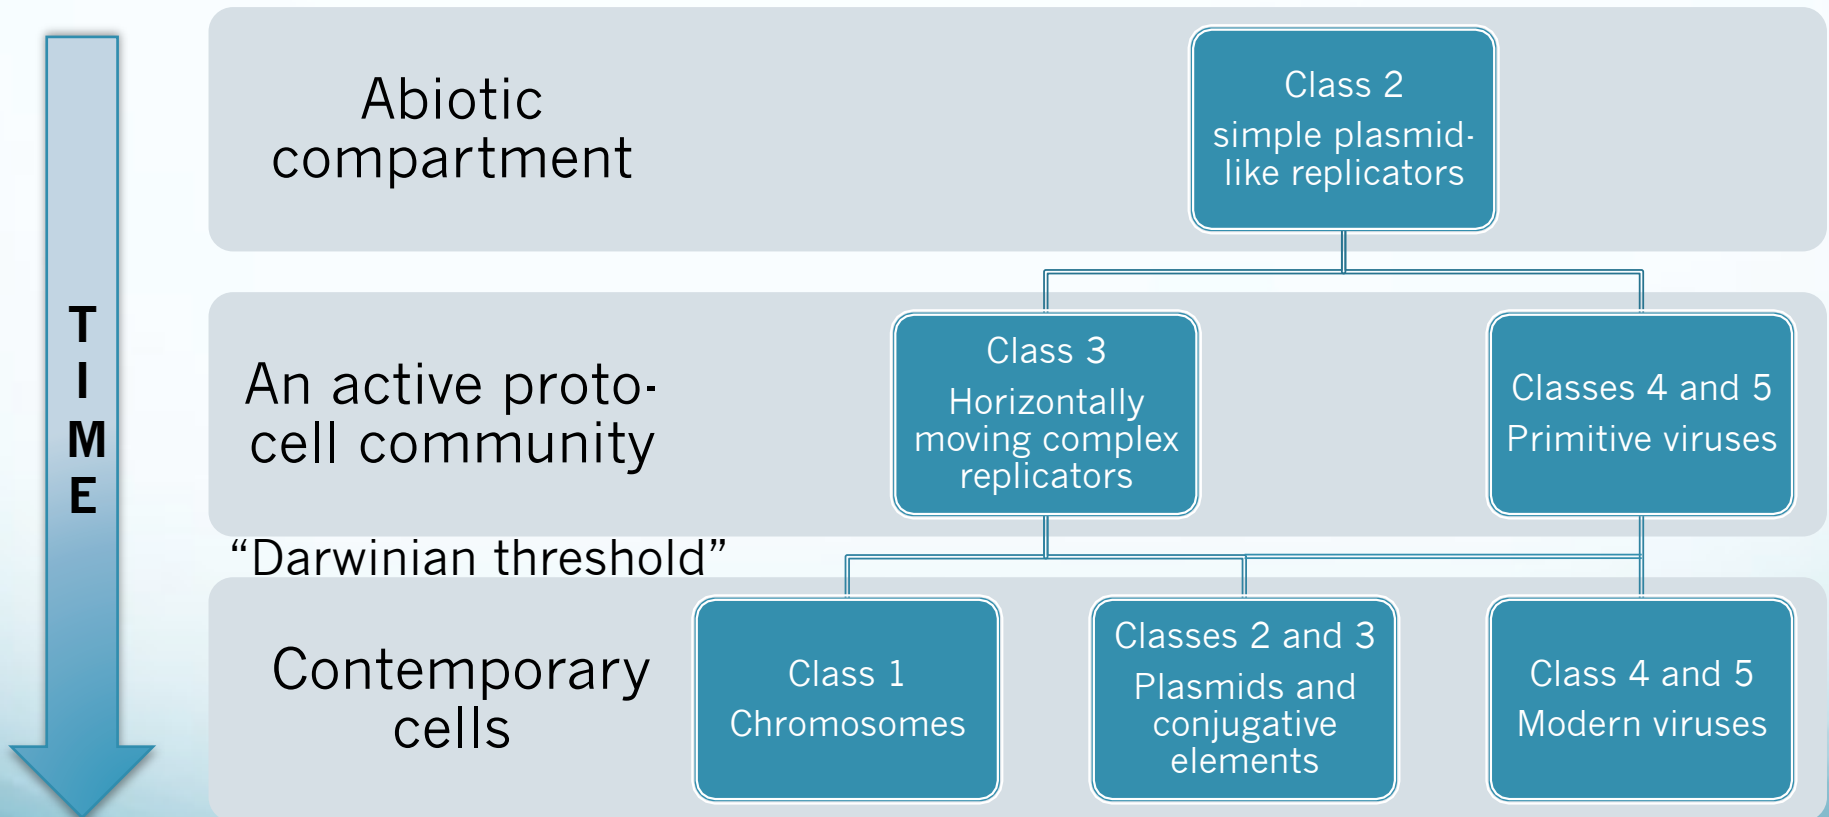 T
I
M
E
Abiotic
compartment
Class 2
simple plasmid-
like replicators
An active proto-
cell community
Class 3
Horizontally
moving complex
replicators
Classes 4 and 5
Primitive viruses
“Darwinian threshold”
Contemporary
cells
Class 1
Chromosomes
Classes 2 and 3
Plasmids and
conjugative
elements
Class 4 and 5
Modern viruses